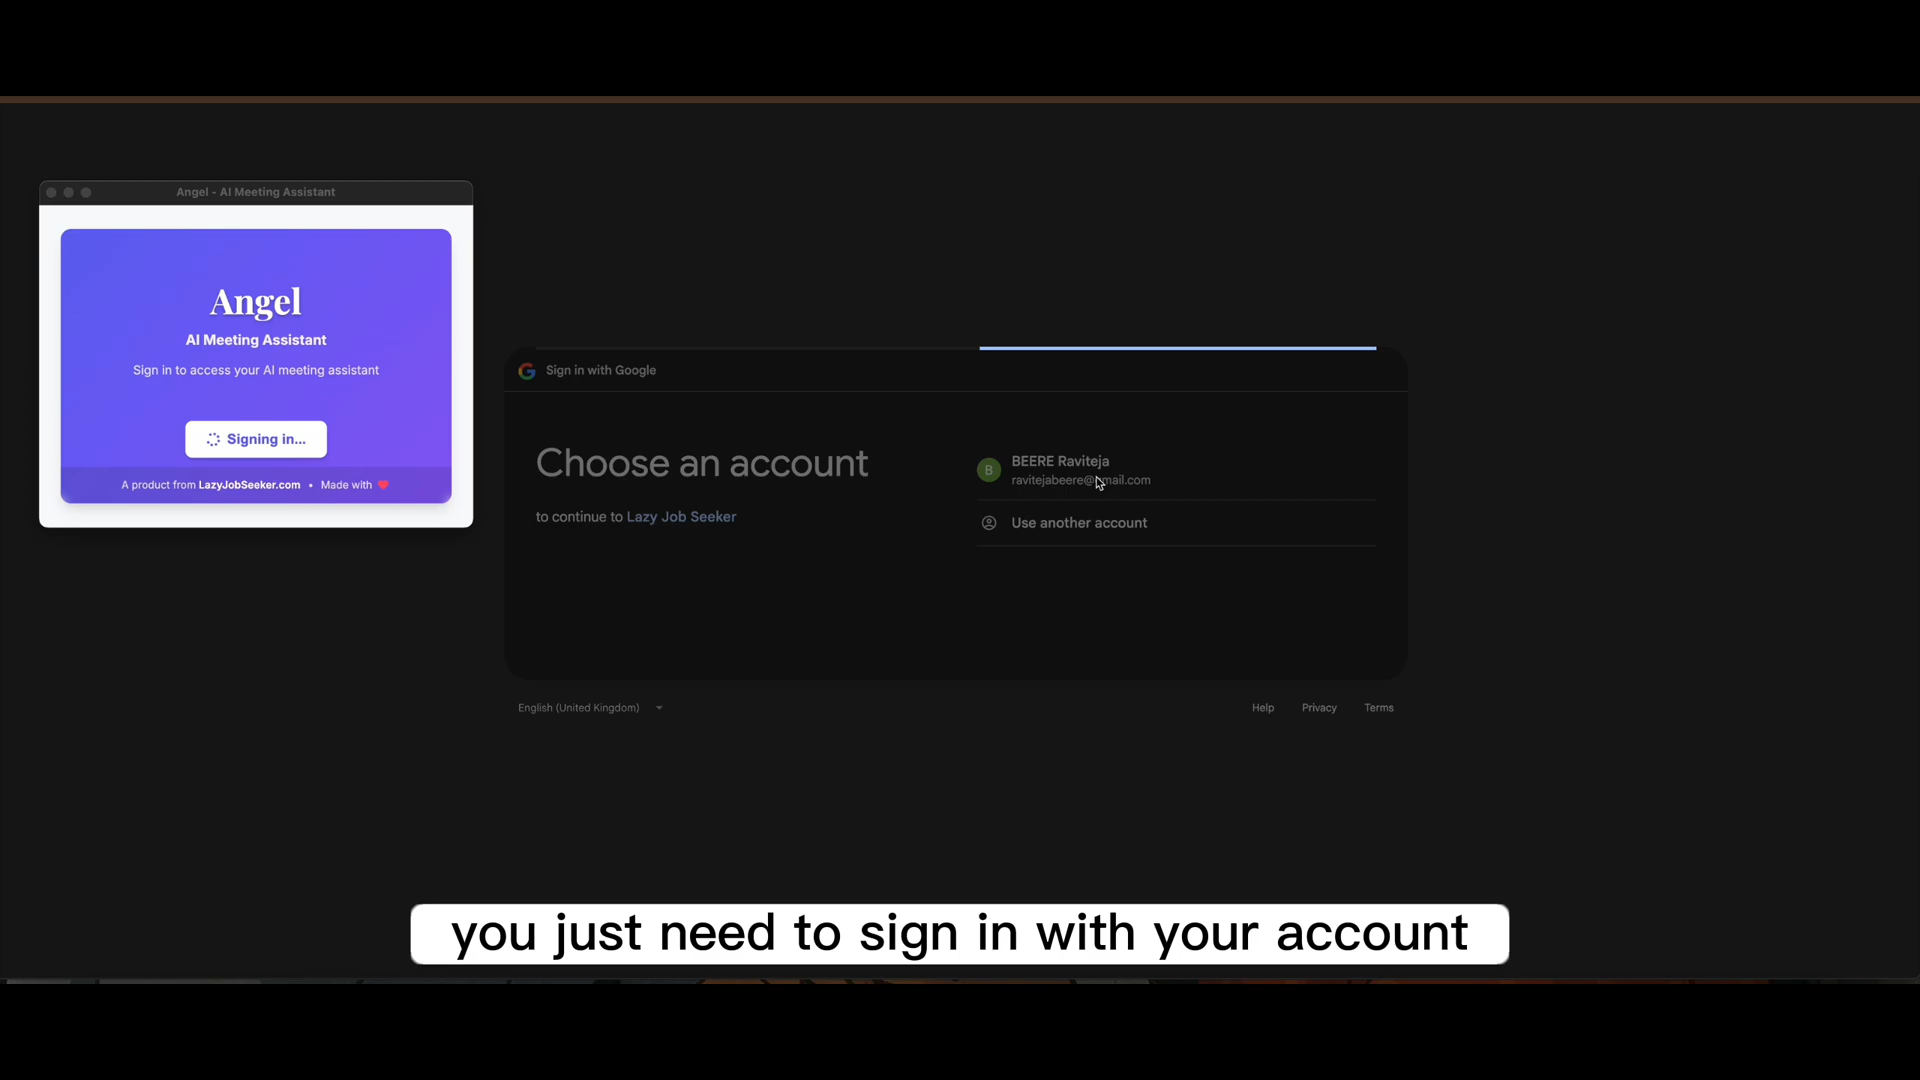 Angel - AI Meeting Assistant
Angel
AI Meeting Assistant
Sign in to access your AI meeting assistant
Signing in...
A product from LazyJobSeeker.com • Made with
Sign in with Google
Choose an account
to continue to Lazy Job Seeker
B
BEERE Raviteja
ravitejabeere@gmail.com
Use another account
English (United Kingdom)
Help Privacy Terms
you just need to sign in with your account